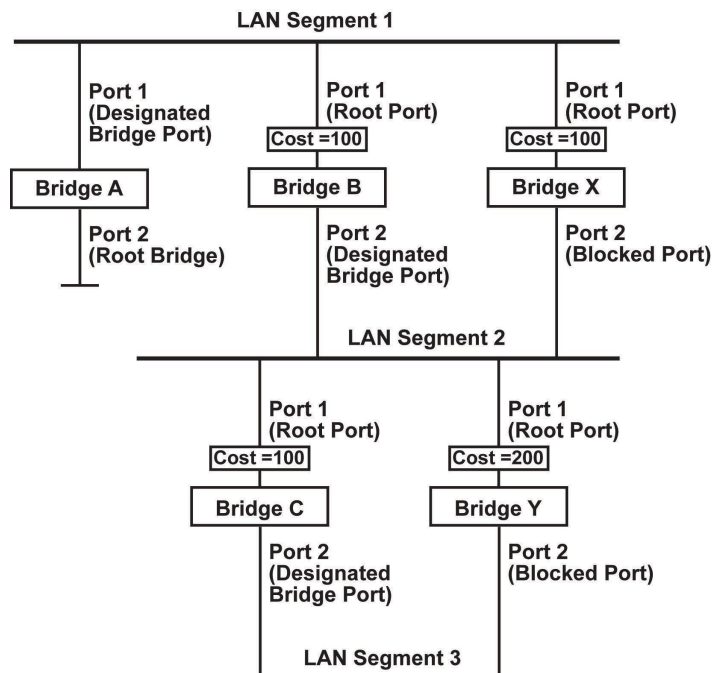 LAN Segment 1
Port 1
(Designated
Bridge Port)
Port 1
(Root Port)
Cost =100
Port 1
(Root Port)
Cost =100
Bridge A
Bridge B
Bridge X
Port 2
(Root Bridge)
Port 2
(Designated
Bridge Port)
Port 2
(Blocked Port)
LAN Segment 2
Port 1
(Root Port)
Cost =100
Port 1
(Root Port)
Cost =200
Bridge C
Bridge Y
Port 2
(Designated
Bridge Port)
Port 2
(Blocked Port)
LAN Segment 3